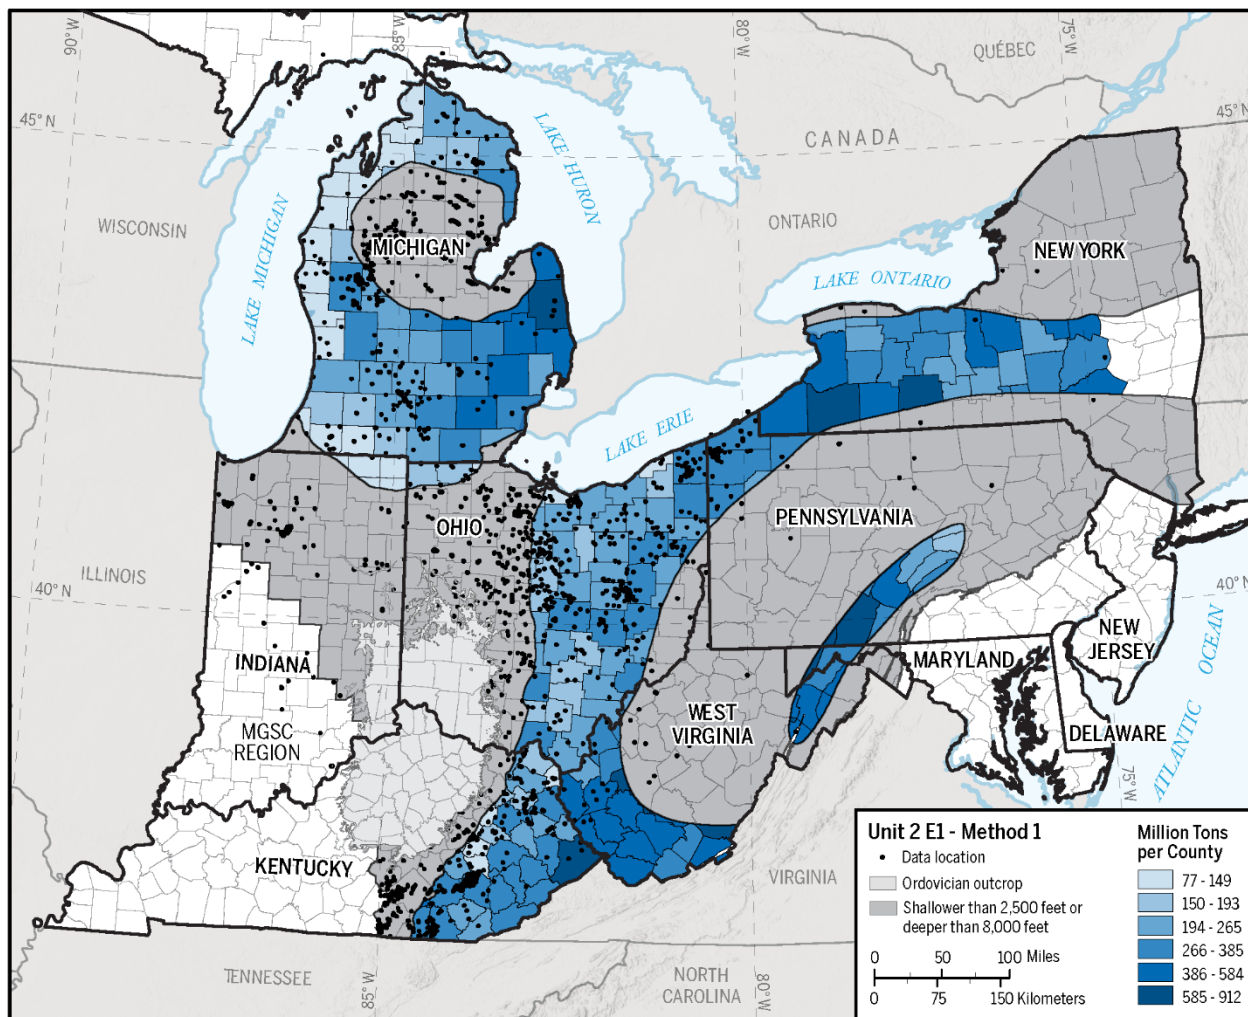 90° W
85° W
80° W
75° W
QUÉBEC
45° N
45° N
CANADA
LAKE HURON
ONTARIO
WISCONSIN
MICHIGAN
NEW YORK
LAKE MICHIGAN
LAKE ONTARIO
LAKE ERIE
OHIO
PENNSYLVANIA
ILLINOIS
40° N
40° N
INDIANA
NEW
JERSEY
MARYLAND
WEST
VIRGINIA
MGSC
REGION
DELAWARE
ATLANTIC OCEAN
75° W
KENTUCKY
VIRGINIA
TENNESSEE
85° W
NORTH
CAROLINA
80° W
Unit 2 E1 - Method 1
Data location
Ordovician outcrop
Shallower than 2,500 feet or
deeper than 8,000 feet
0 50 100 Miles
0 75 150 Kilometers
Million Tons
per County
77 - 149
150 - 193
194 - 265
266 - 385
386 - 584
585 - 912